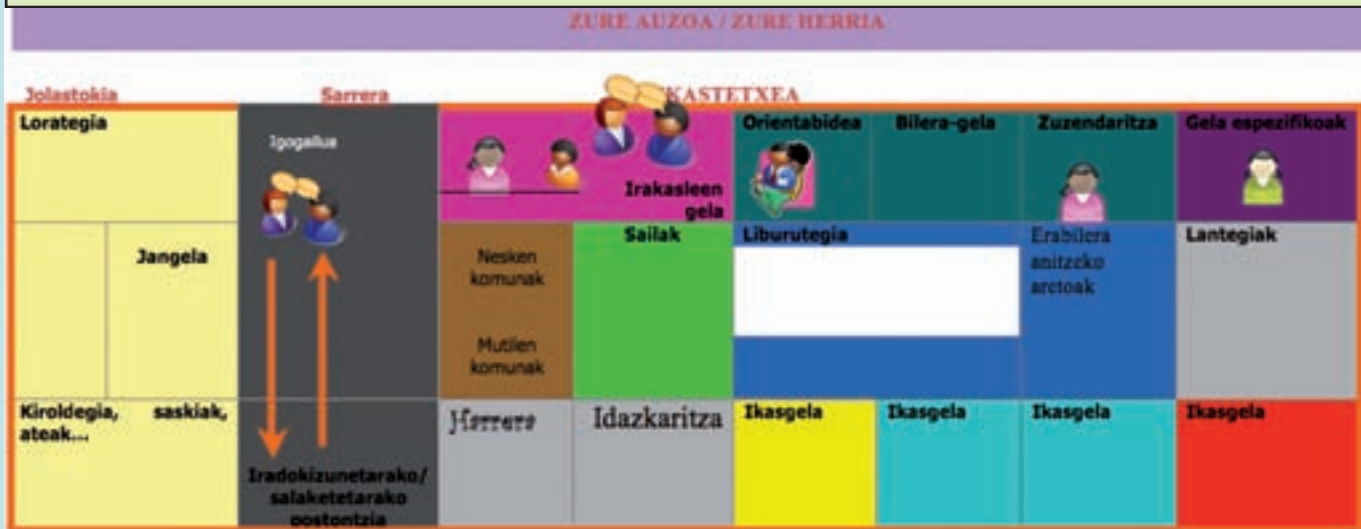 ZURE AUZOA / ZURE HERRIA
Jolastokia
Sarrera
KASTETXEA
Lorategia
Igogailua
Irakasleen
gela
Orientabidea
Bilera-gela
Zuzendaritza
Gela espezifikoak
Jangela
Nesken
komunak
Mutilen
komunak
Sailak
Liburutegia
Erabilera
anitzeko
aretoak
Lantegiak
Kiroldegia, saskiak,
ateak...
Iradokizunetarako/
salaketetarako
postontzia
Harrera
Idazkaritza
Ikasgela
Ikasgela
Ikasgela
Ikasgela